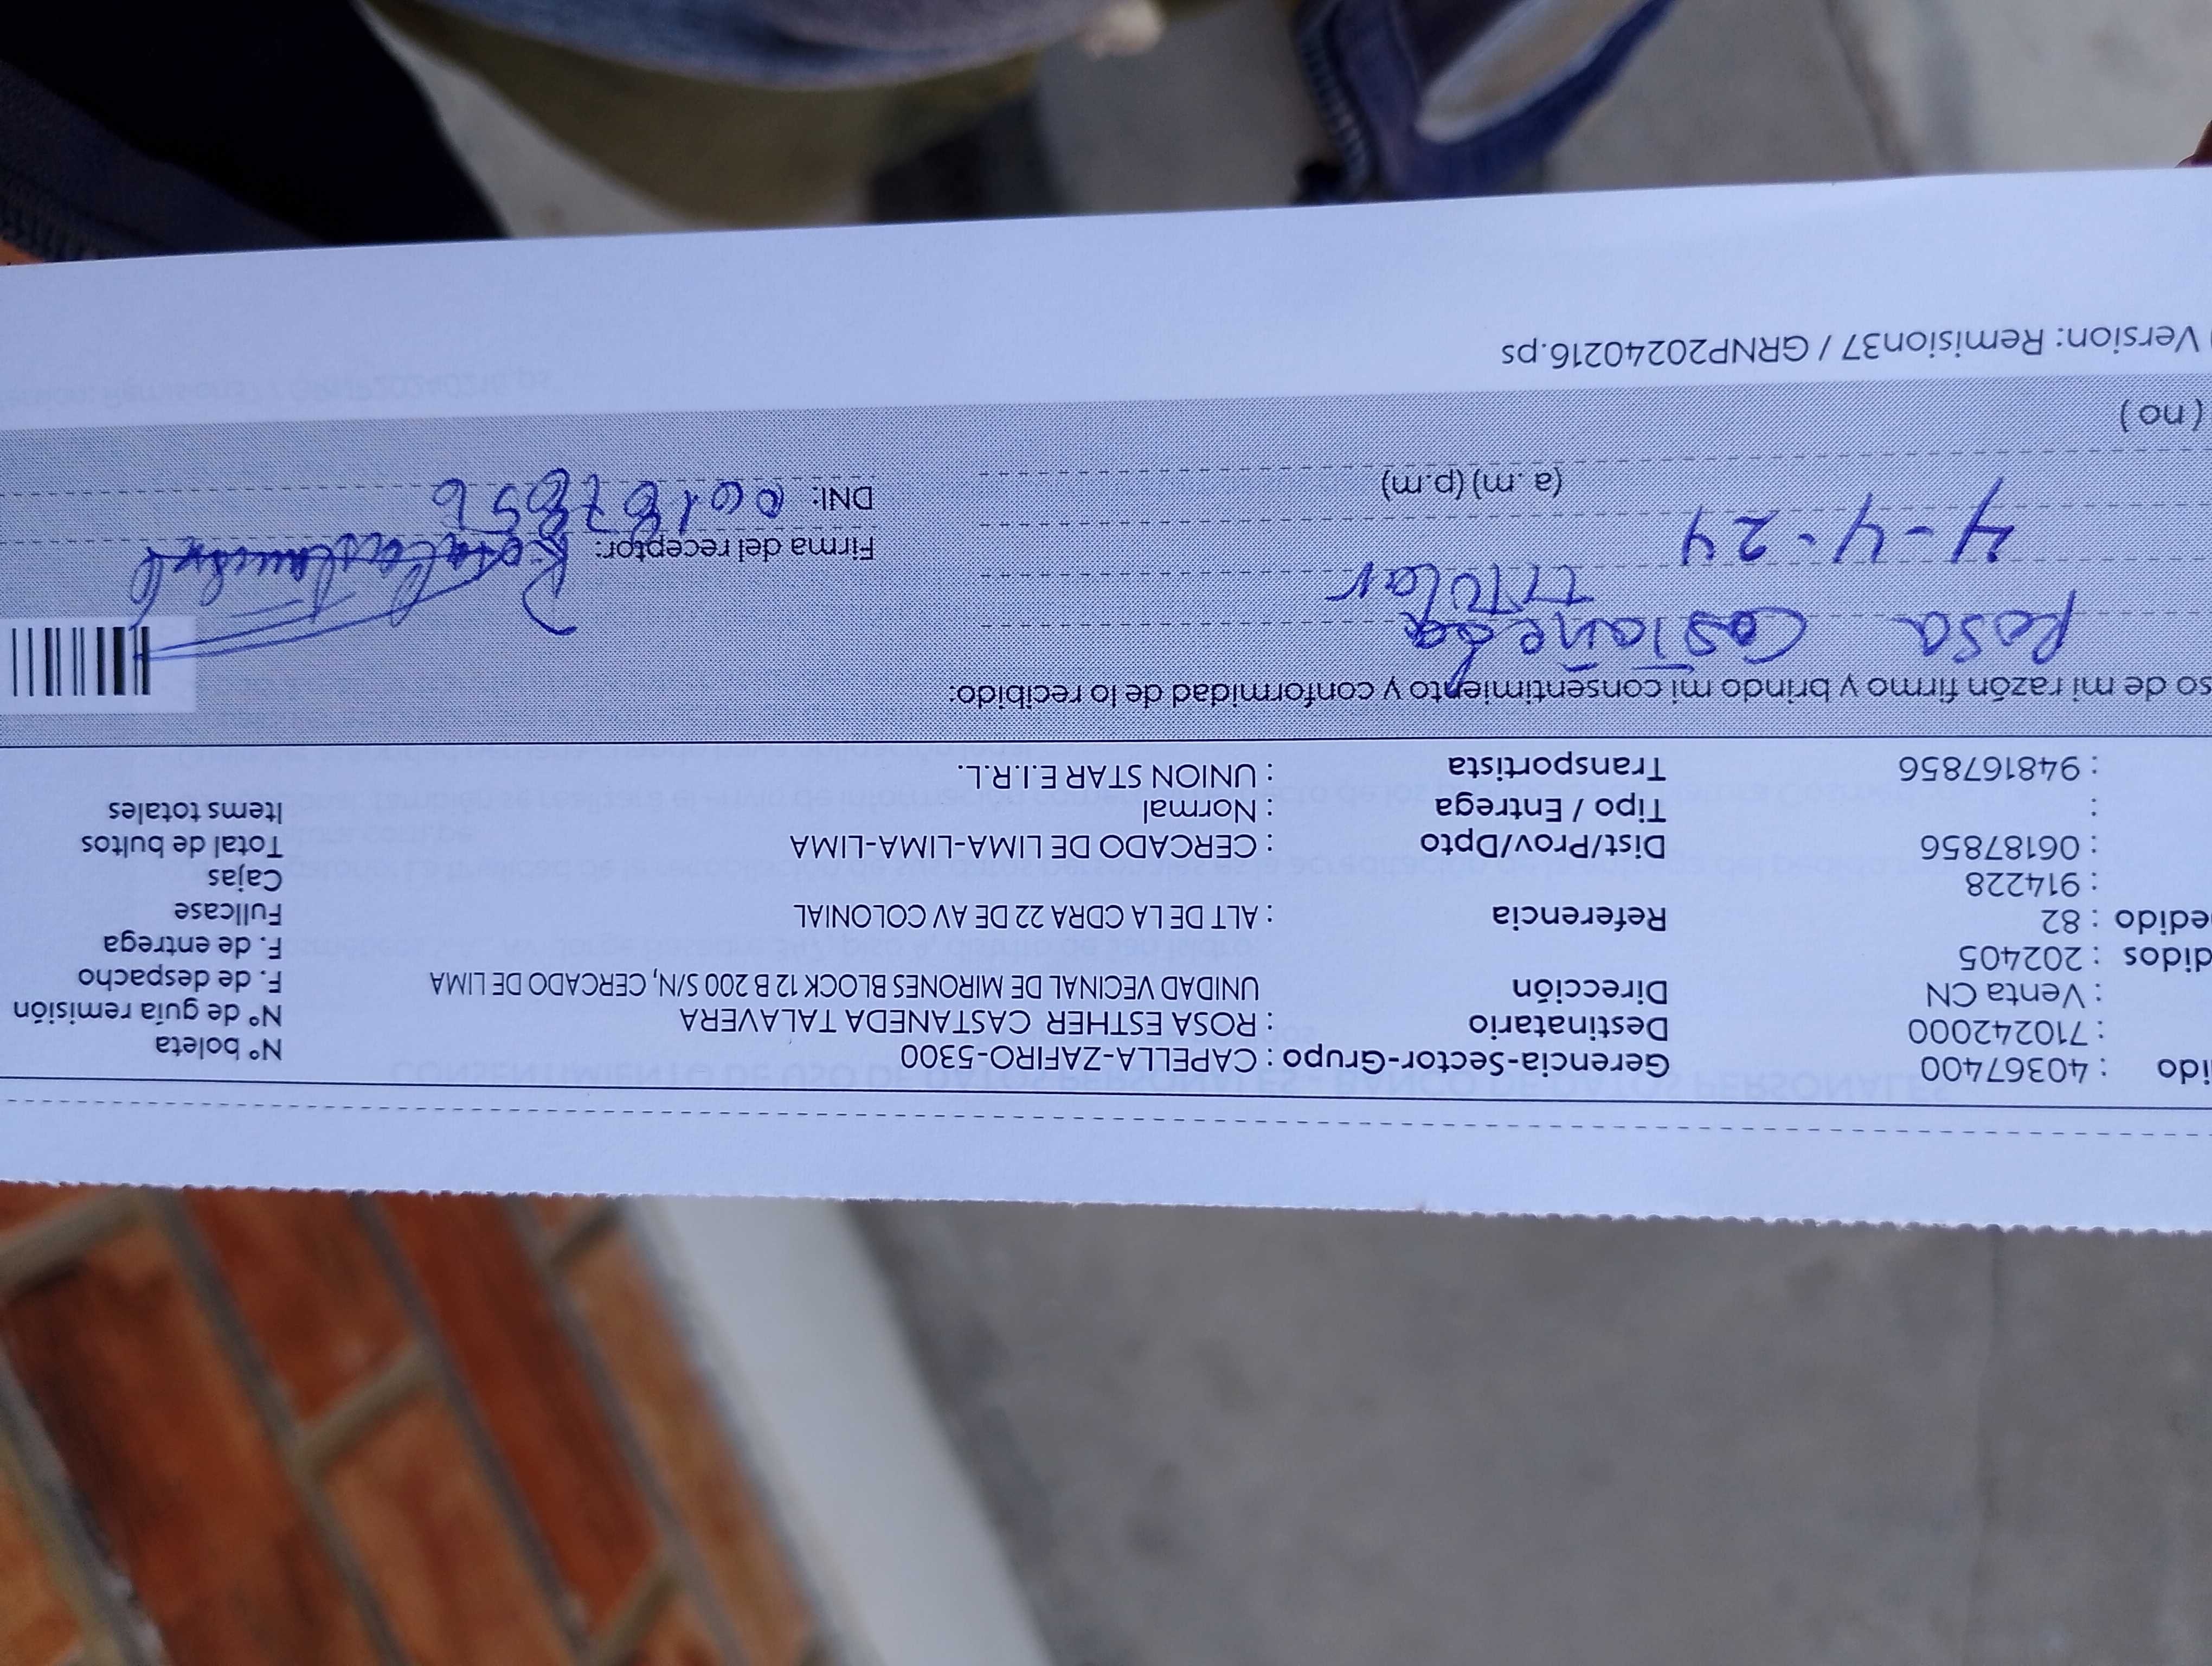 ido : 40367400 Gerencia-Sector-Grupo : CAPELLA-ZAFIRO-5300 Nº boleta
: 710242000 Destinatario : ROSA ESTHER CASTANEDA TALAVERA Nº de guía remisión
: Venta CN Dirección UNIDAD VECINAL DE MIRONES BLOCK 12 B 200 S/N, CERCADO DE LIMA F. de despacho
didos : 202405 F. de entrega
edido : 82 Referencia : ALT DE LA CDRA 22 DE AV COLONIAL Fullcase
: 914228 Cajas
: 06187856 Dist/Prov/Dpto : CERCADO DE LIMA-LIMA-LIMA Total de bultos
: Tipo / Entrega : Normal Items totales
: 948167856 Transportista : UNION STAR E.I.R.L.
so de mi razón firmo y brindo mi consentimiento y conformidad de lo recibido:
Rosa Castañeda
TITULAR
4-4-24 Firma del receptor:
(a.m) (p.m) DNI: 06187856
(no)
Version: Remision37 / GRNP20240216.ps